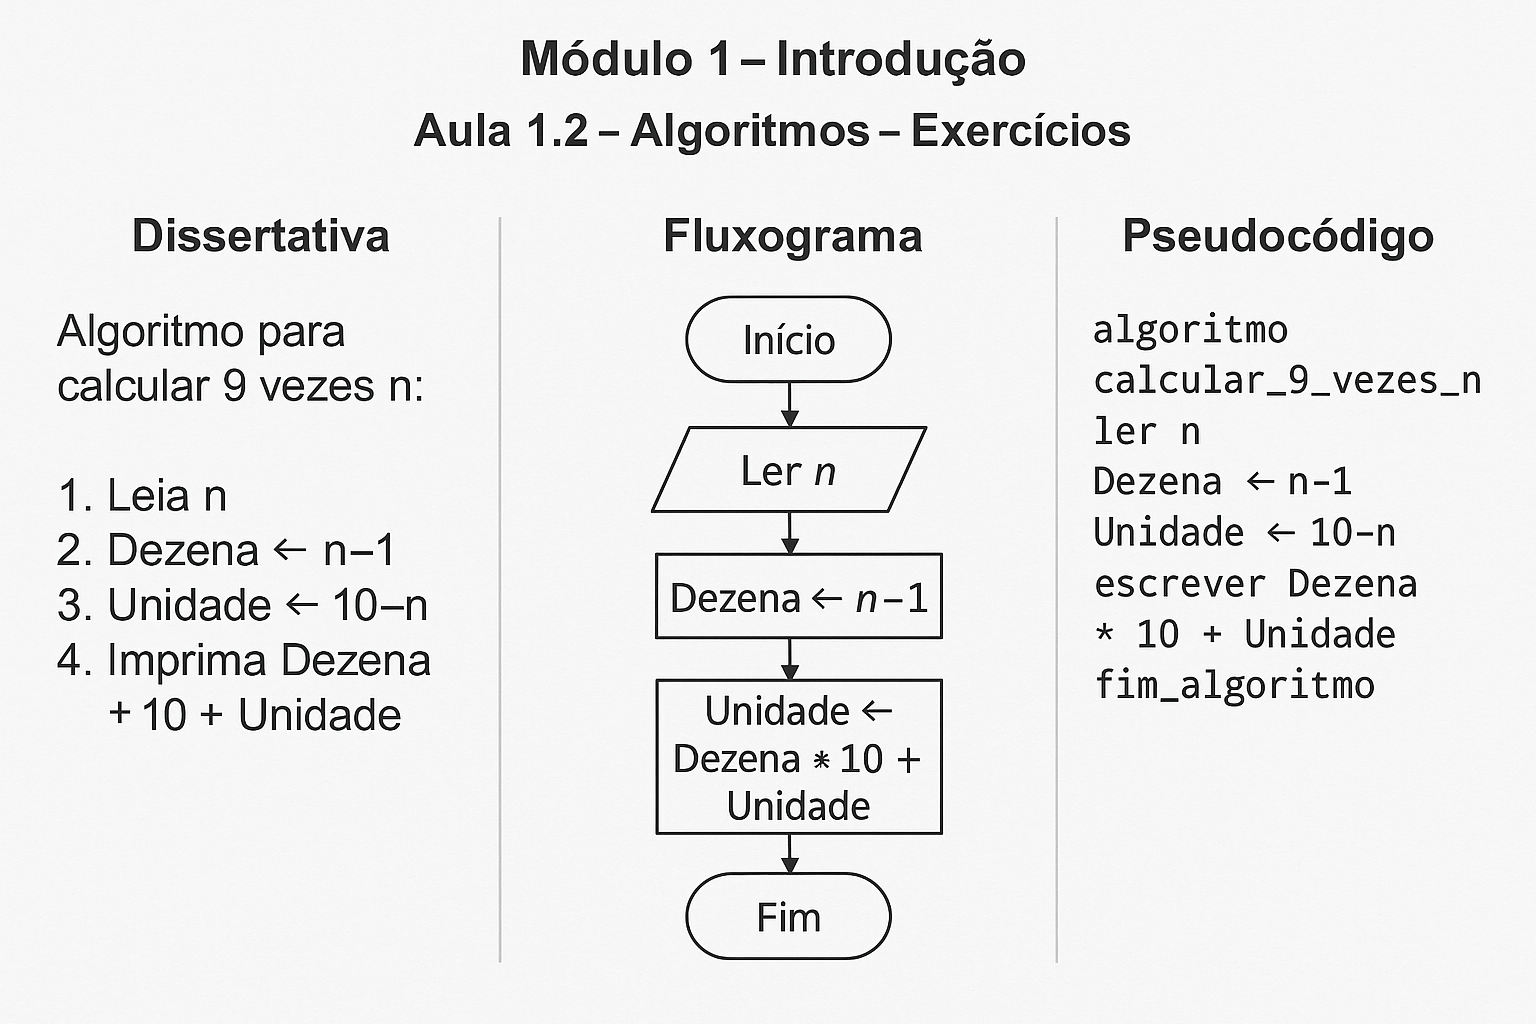 Módulo 1 – Introdução
Aula 1.2 – Algoritmos – Exercícios
Dissertativa
Algoritmo para
calcular 9 vezes n:
1. Leia n
2. Dezena ← n–1
3. Unidade ← 10–n
4. Imprima Dezena
+ 10 + Unidade
Fluxograma
Início
Ler n
Dezena ← n–1
Unidade ←
Dezena * 10 +
Unidade
Fim
Pseudocódigo
algoritmo
calcular_9_vezes_n
ler n
Dezena ← n–1
Unidade ← 10–n
escrever Dezena
* 10 + Unidade
fim_algoritmo